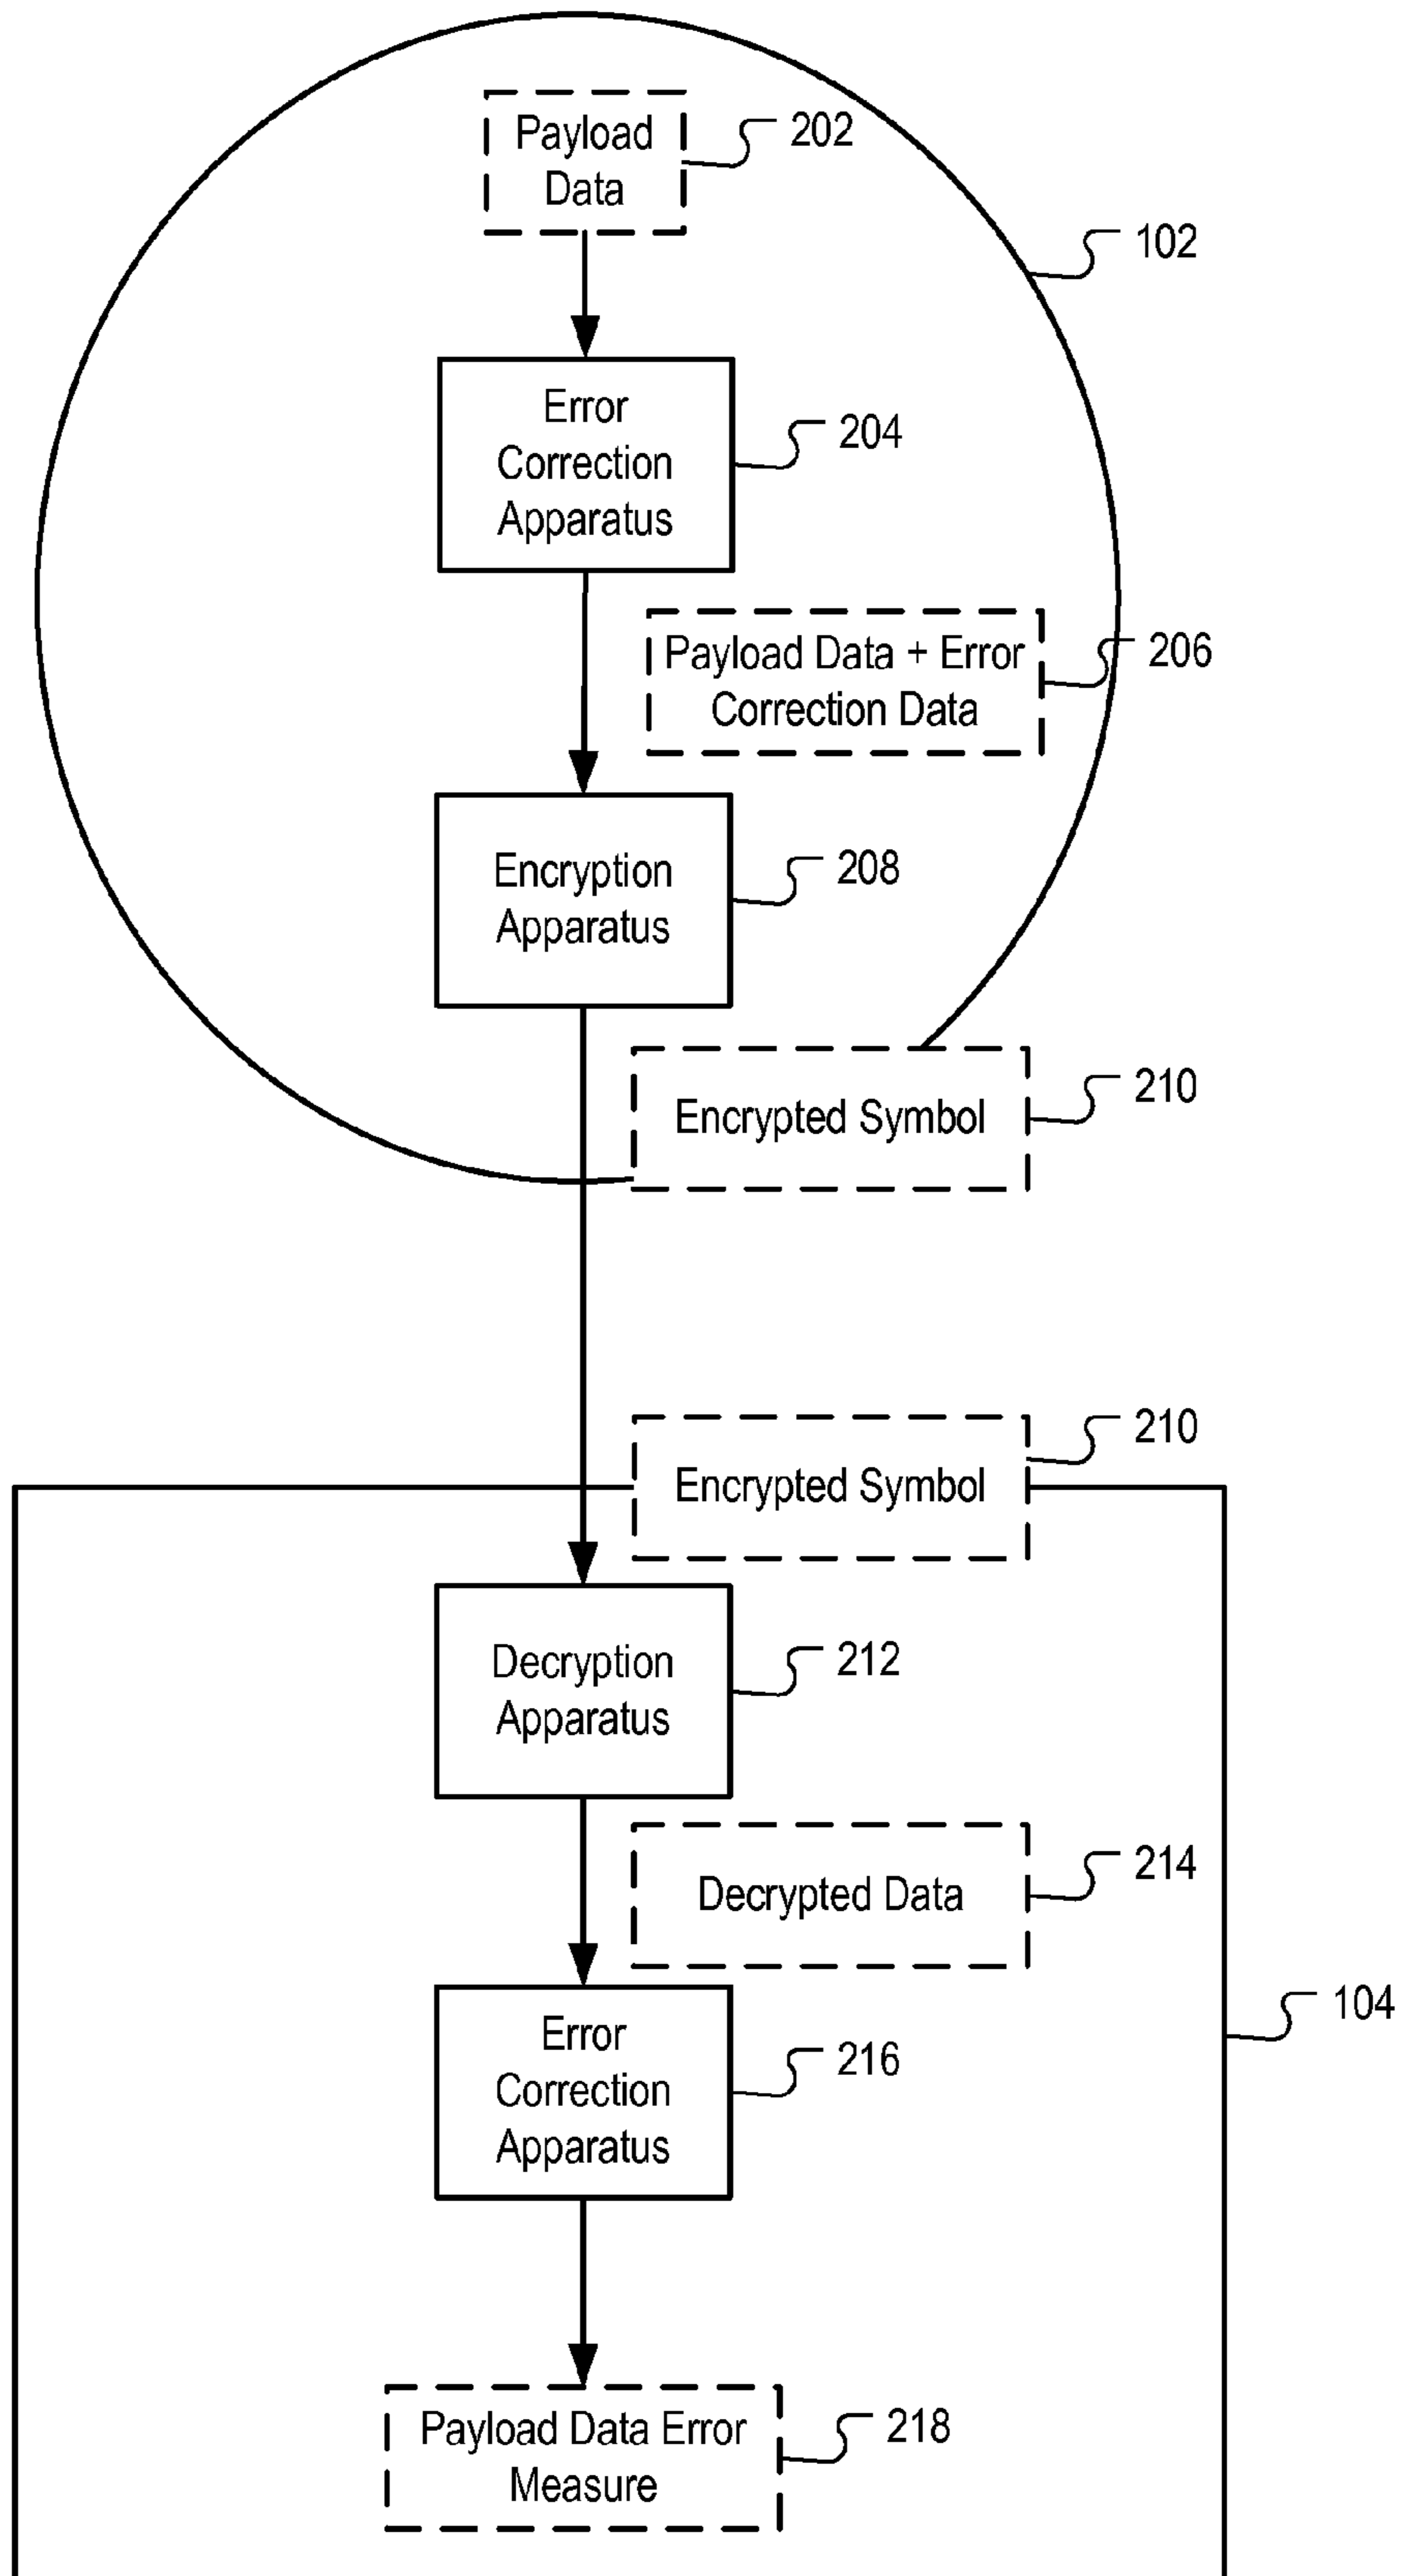 Payload
Data
202
102
Error
Correction
Apparatus
204
Payload Data + Error
Correction Data
206
Encryption
Apparatus
208
Encrypted Symbol
210
Encrypted Symbol
210
Decryption
Apparatus
212
Decrypted Data
214
Error
Correction
Apparatus
216
104
Payload Data Error
Measure
218